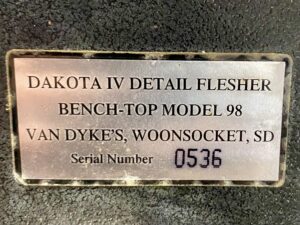 DAKOTA IV DETAIL FLESHER
BENCH-TOP MODEL 98
VAN DYKE'S, WOONSOCKET, SD
Serial Number 0536